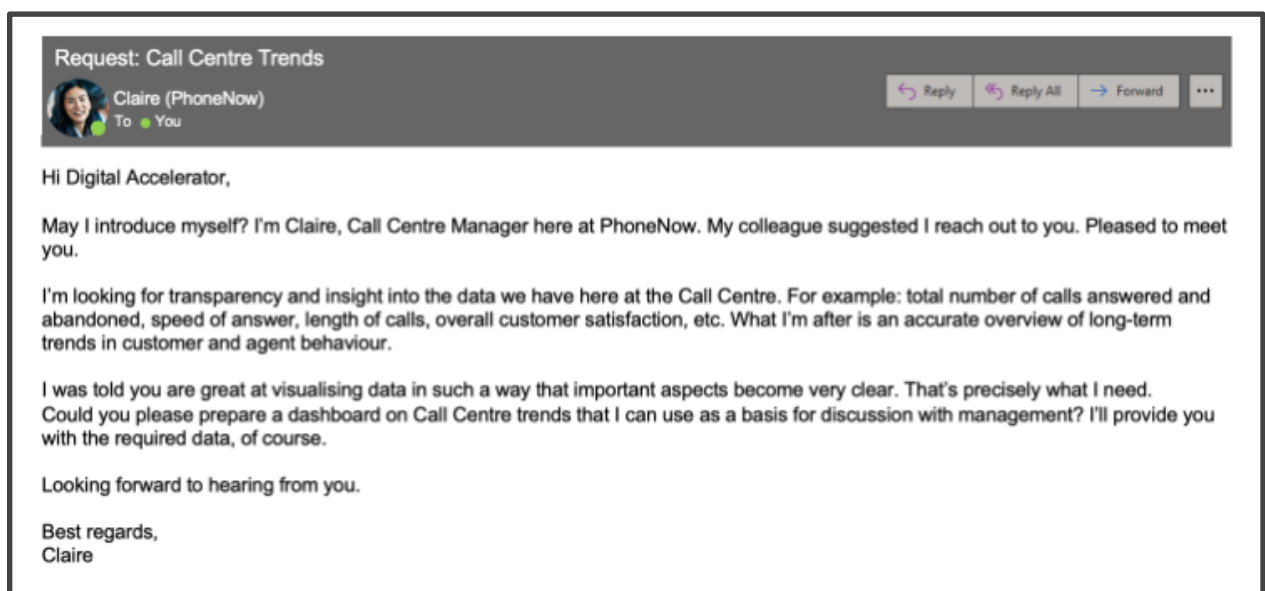 Request: Call Centre Trends
Claire (PhoneNow)
To You
Reply
Reply All
Forward
Hi Digital Accelerator,
May I introduce myself? I'm Claire, Call Centre Manager here at PhoneNow. My colleague suggested I reach out to you. Pleased to meet
you.
I'm looking for transparency and insight into the data we have here at the Call Centre. For example: total number of calls answered and
abandoned, speed of answer, length of calls, overall customer satisfaction, etc. What I'm after is an accurate overview of long-term
trends in customer and agent behaviour.
I was told you are great at visualising data in such a way that important aspects become very clear. That's precisely what I need.
Could you please prepare a dashboard on Call Centre trends that I can use as a basis for discussion with management? I'll provide you
with the required data, of course.
Looking forward to hearing from you.
Best regards,
Claire